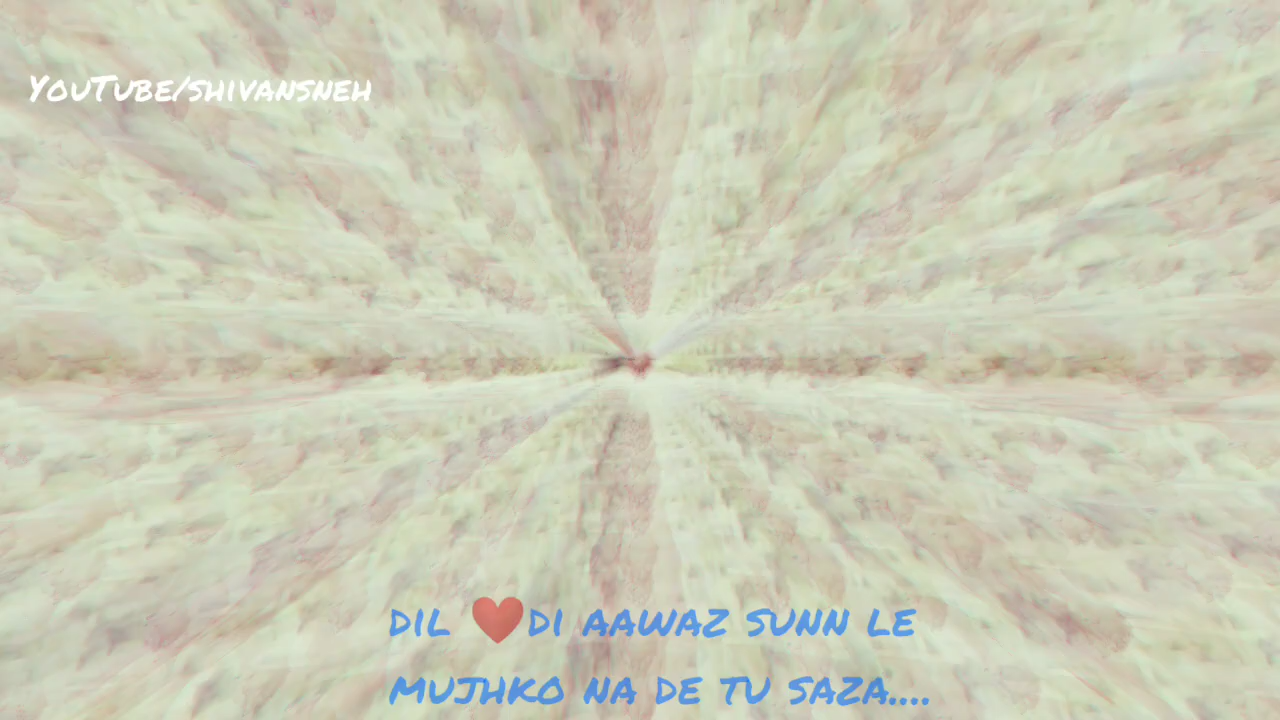 YouTube/shivansneh
DIL ❤️DI AAWAZ SUNN LE
MUJHKO NA DE TU SAZA....